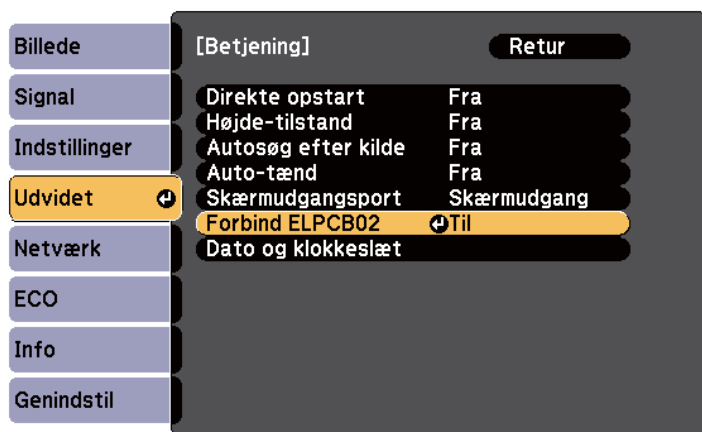 Billede
Signal
Indstillinger
Udvidet
Netværk
ECO
Info
Genindstil
[Betjening] Retur
Direkte opstart Fra
Højde-tilstand Fra
Autosøg efter kilde Fra
Auto-tænd Fra
Skærmudgangsport Skærmudgang
Forbind ELPCB02 Til
Dato og klokkeslæt